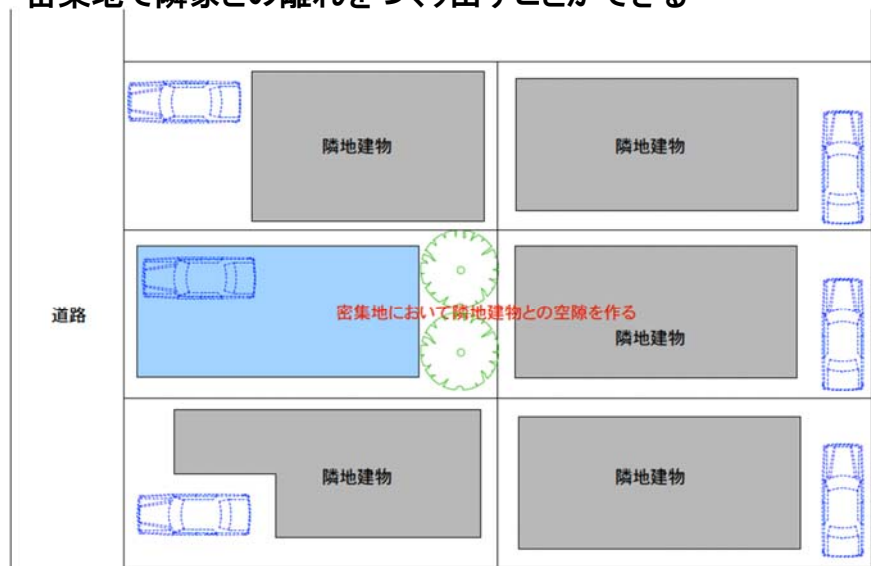 密集地で隣家との離れをつくり出すことができる
隣地建物
隣地建物
道路
密集地において隣地建物との空隙を作る
隣地建物
隣地建物
隣地建物